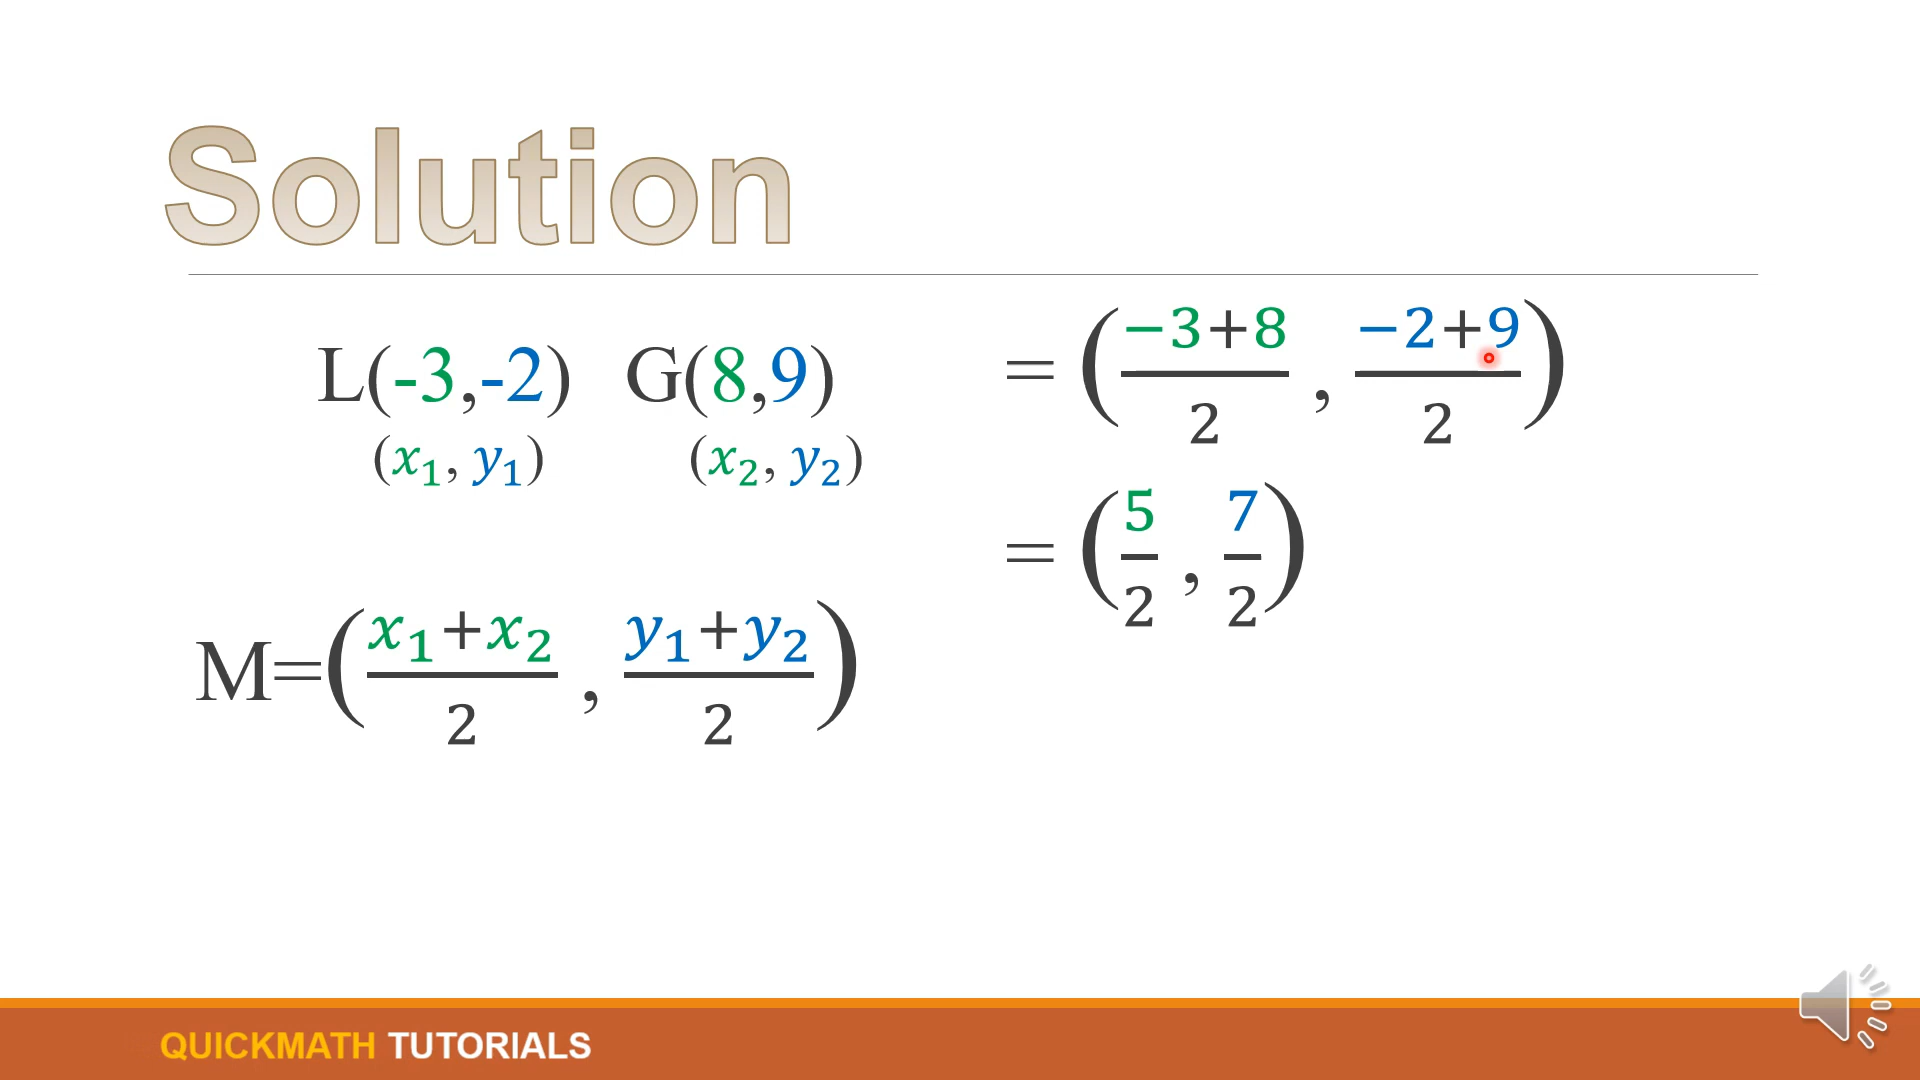 Solution
L(-3,-2) G(8,9)
(x₁, y₁) (x₂, y₂)
M=(x₁+x₂/2 , y₁+y₂/2)
= (−3+8/2 , −2+9/2)
= (5/2 , 7/2)
QUICKMATH TUTORIALS